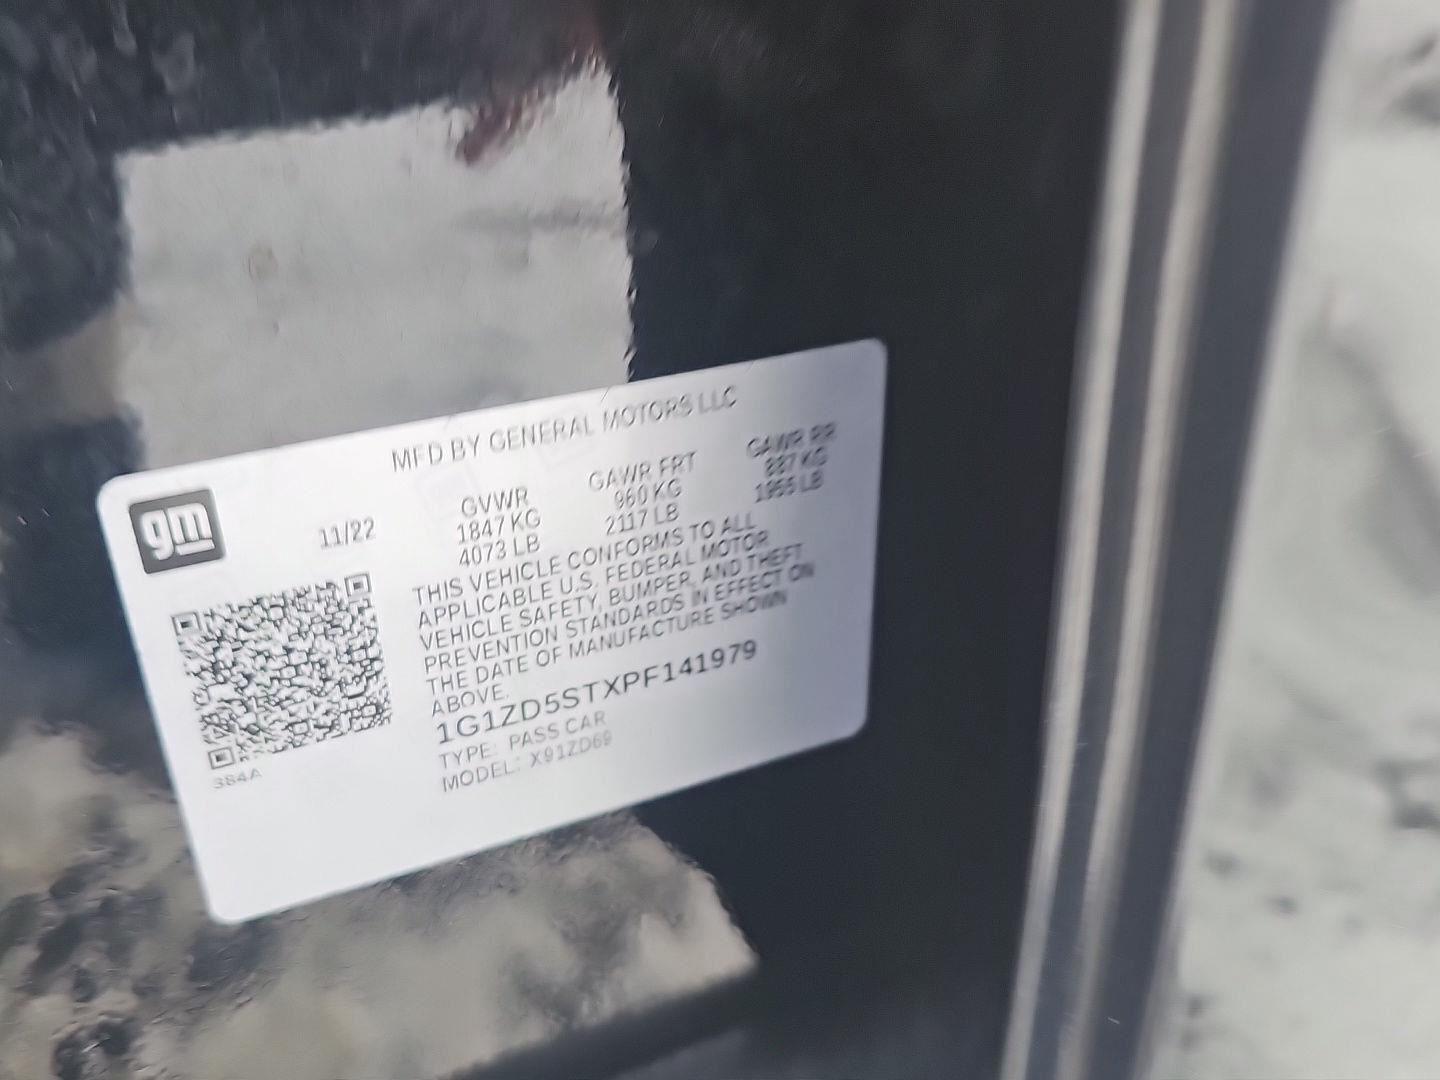 MFD BY GENERAL MOTORS LLC
gm
11/22
GVWR
1847 KG
4073 LB
GAWR FRT
960 KG
2117 LB
GAWR RR
887 KG
1955 LB
THIS VEHICLE CONFORMS TO ALL
APPLICABLE U.S. FEDERAL MOTOR
VEHICLE SAFETY, BUMPER, AND THEFT
PREVENTION STANDARDS IN EFFECT ON
THE DATE OF MANUFACTURE SHOWN
ABOVE.
1G1ZD5STXPF141979
TYPE: PASS CAR
MODEL: X91ZD69
384A